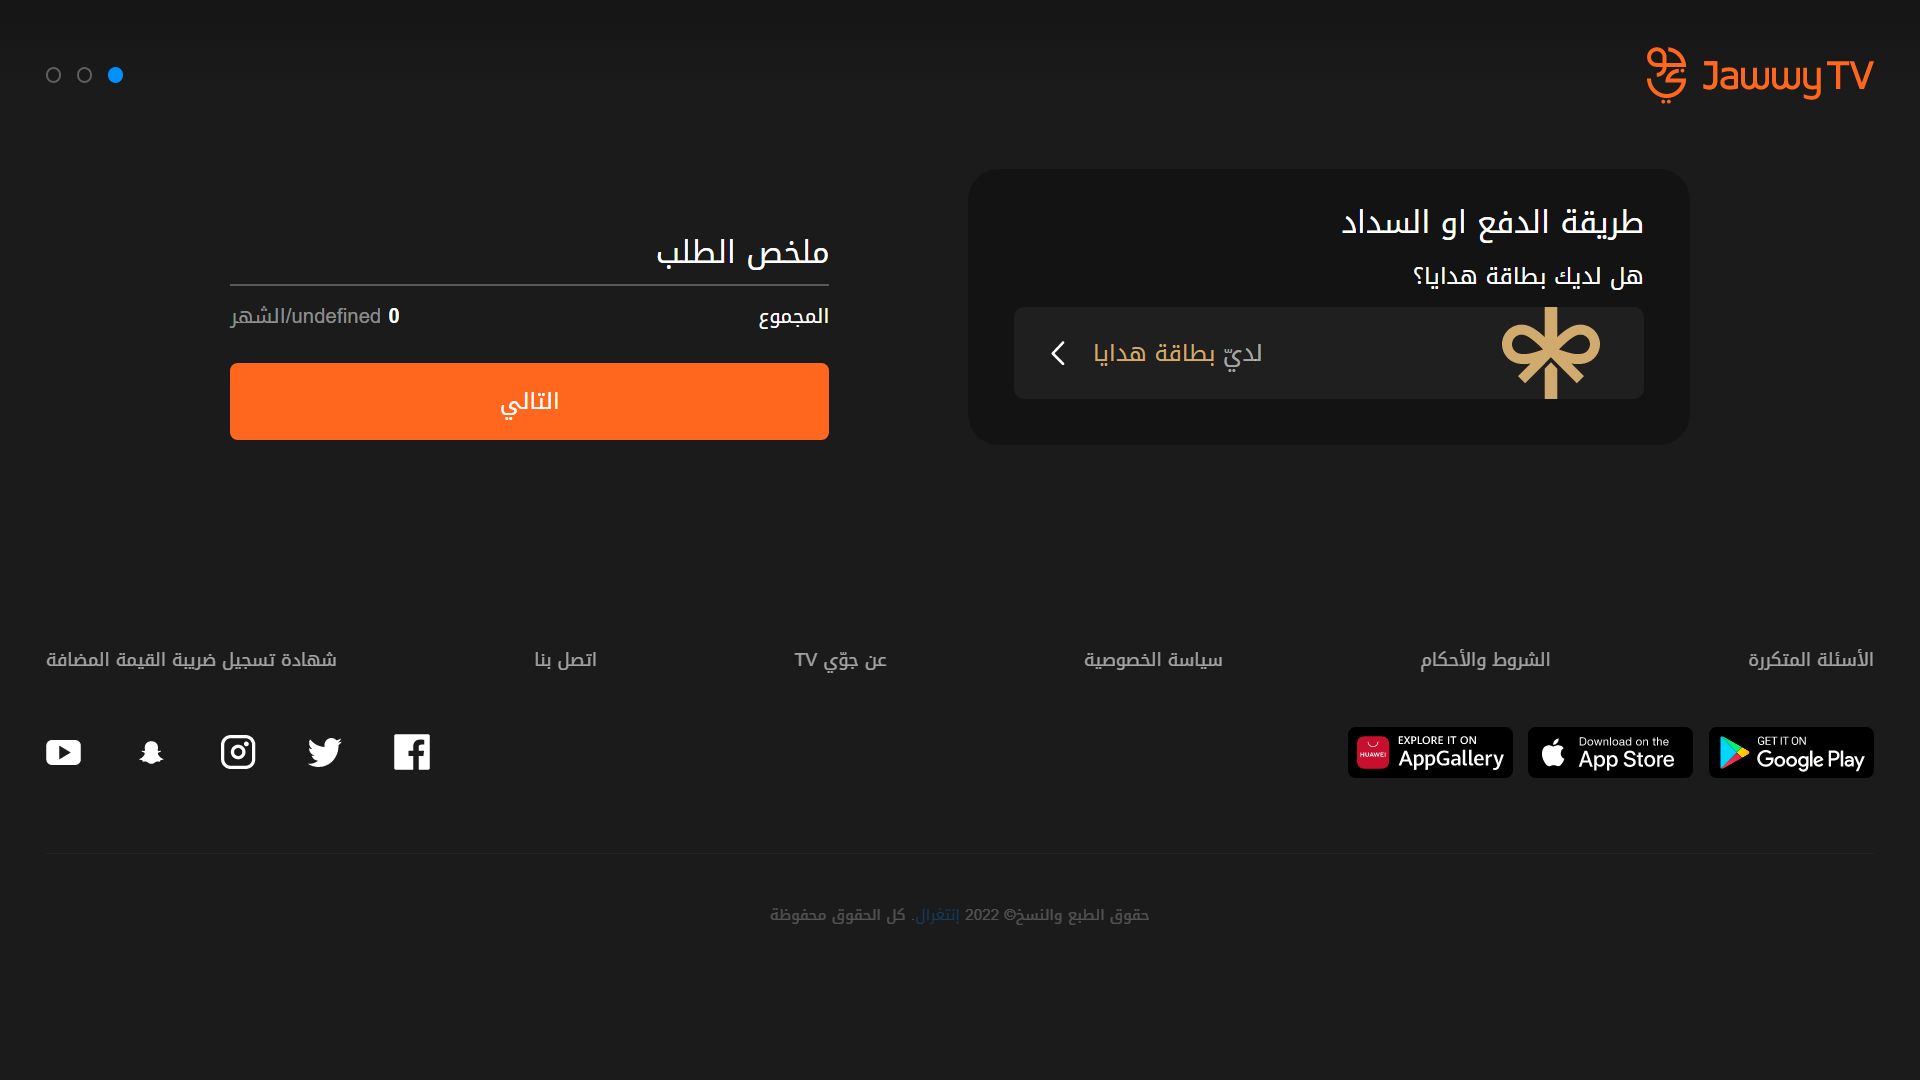 Jawwy TV
طريقة الدفع او السداد
هل لديك بطاقة هدايا؟
لديّ بطاقة هدايا
ملخص الطلب
المجموع
0 undefined/الشهر
التالي
الأسئلة المتكررة
الشروط والأحكام
سياسة الخصوصية
عن جوّي TV
اتصل بنا
شهادة تسجيل ضريبة القيمة المضافة
GET IT ON
Google Play
Download on the
App Store
HUAWEI
EXPLORE IT ON
AppGallery
حقوق الطبع والنسخ© 2022 إنتغرال. كل الحقوق محفوظة